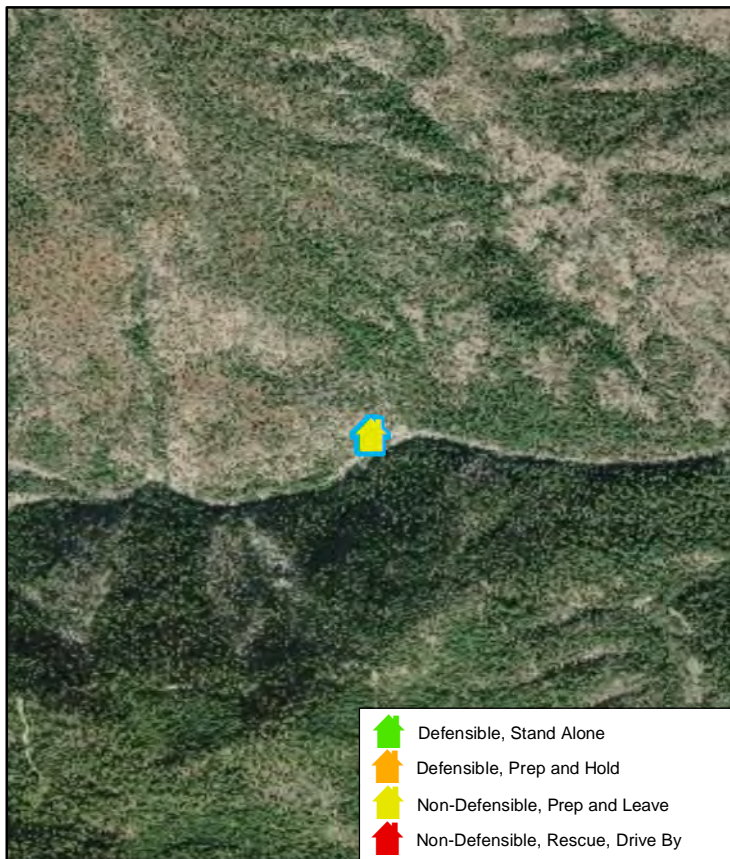 Defensible, Stand Alone
Defensible, Prep and Hold
Non-Defensible, Prep and Leave
Non-Defensible, Rescue, Drive By